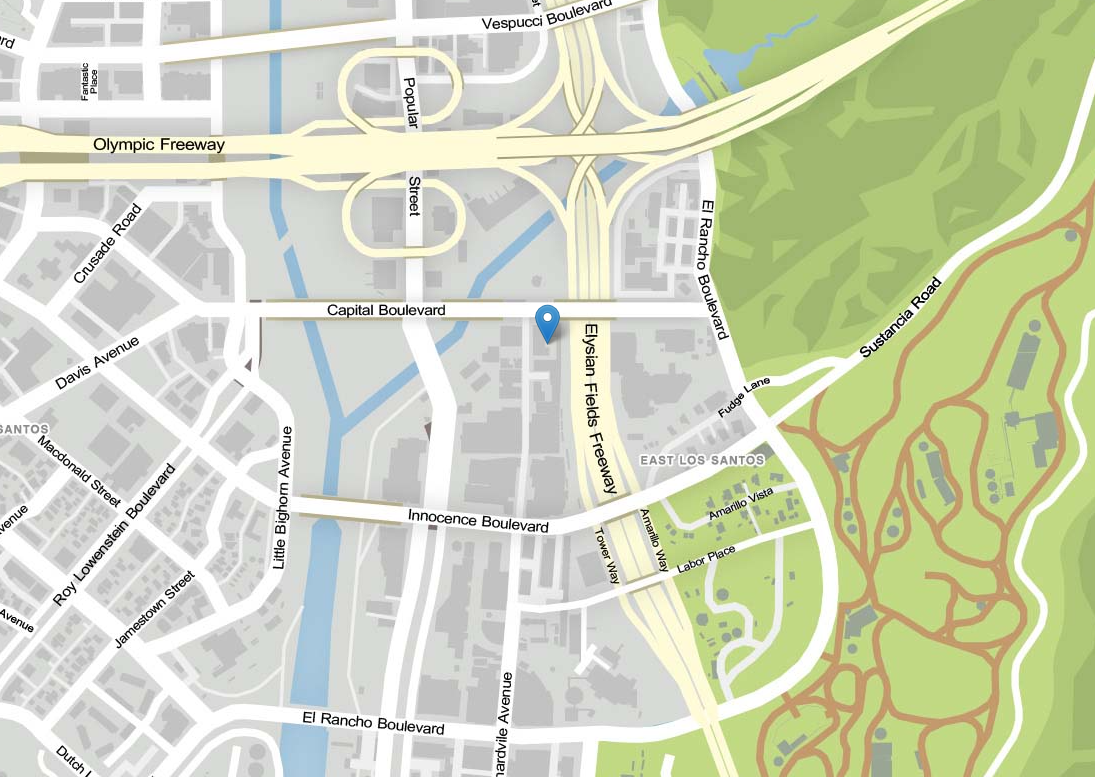 Vespucci Boulevard
Fantastic
Place
Popular
Street
Olympic Freeway
El Rancho Boulevard
Crusade Road
Capital Boulevard
Sustancia Road
Davis Avenue
Elysian Fields Freeway
Fudge Lane
SANTOS
Macdonald Street
EAST LOS SANTOS
Little Bighorn Avenue
Roy Lowenstein Boulevard
Innocence Boulevard
Amarillo Vista
Amarillo Way
Tower Way
Labor Place
Jamestown Street
Avenue
El Rancho Boulevard